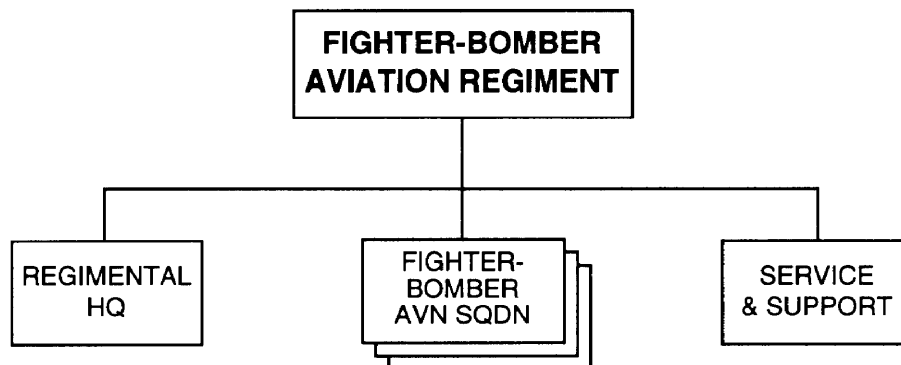 FIGHTER-BOMBER
AVIATION REGIMENT
REGIMENTAL
HQ
FIGHTER-
BOMBER
AVN SQDN
SERVICE
& SUPPORT